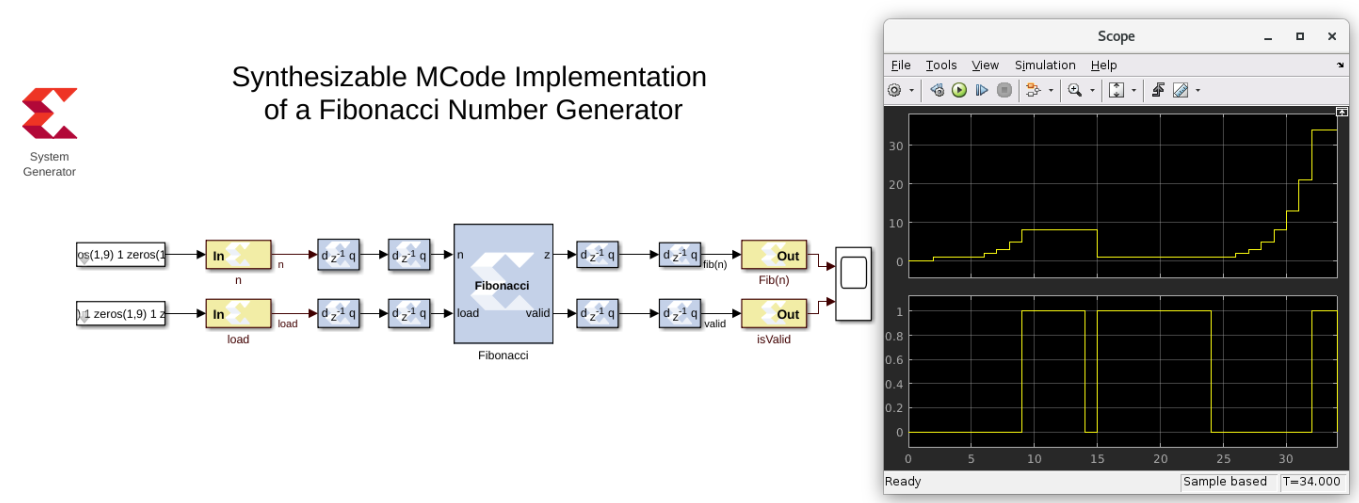 Synthesizable MCode Implementation
of a Fibonacci Number Generator
System
Generator
os(1,9) 1 zeros(1
In
n
n
d z-1 q
d z-1 q
n
z
d z-1 q
d z-1 q
fib(n)
Out
Fib(n)
Fibonacci
) 1 zeros(1,9) 1 z
In
load
load
d z-1 q
d z-1 q
load
valid
d z-1 q
d z-1 q
valid
Out
isValid
Fibonacci
Scope
File Tools View Simulation Help
30
20
10
0
1
0.8
0.6
0.4
0.2
0
0 5 10 15 20 25 30
Ready Sample based T=34.000